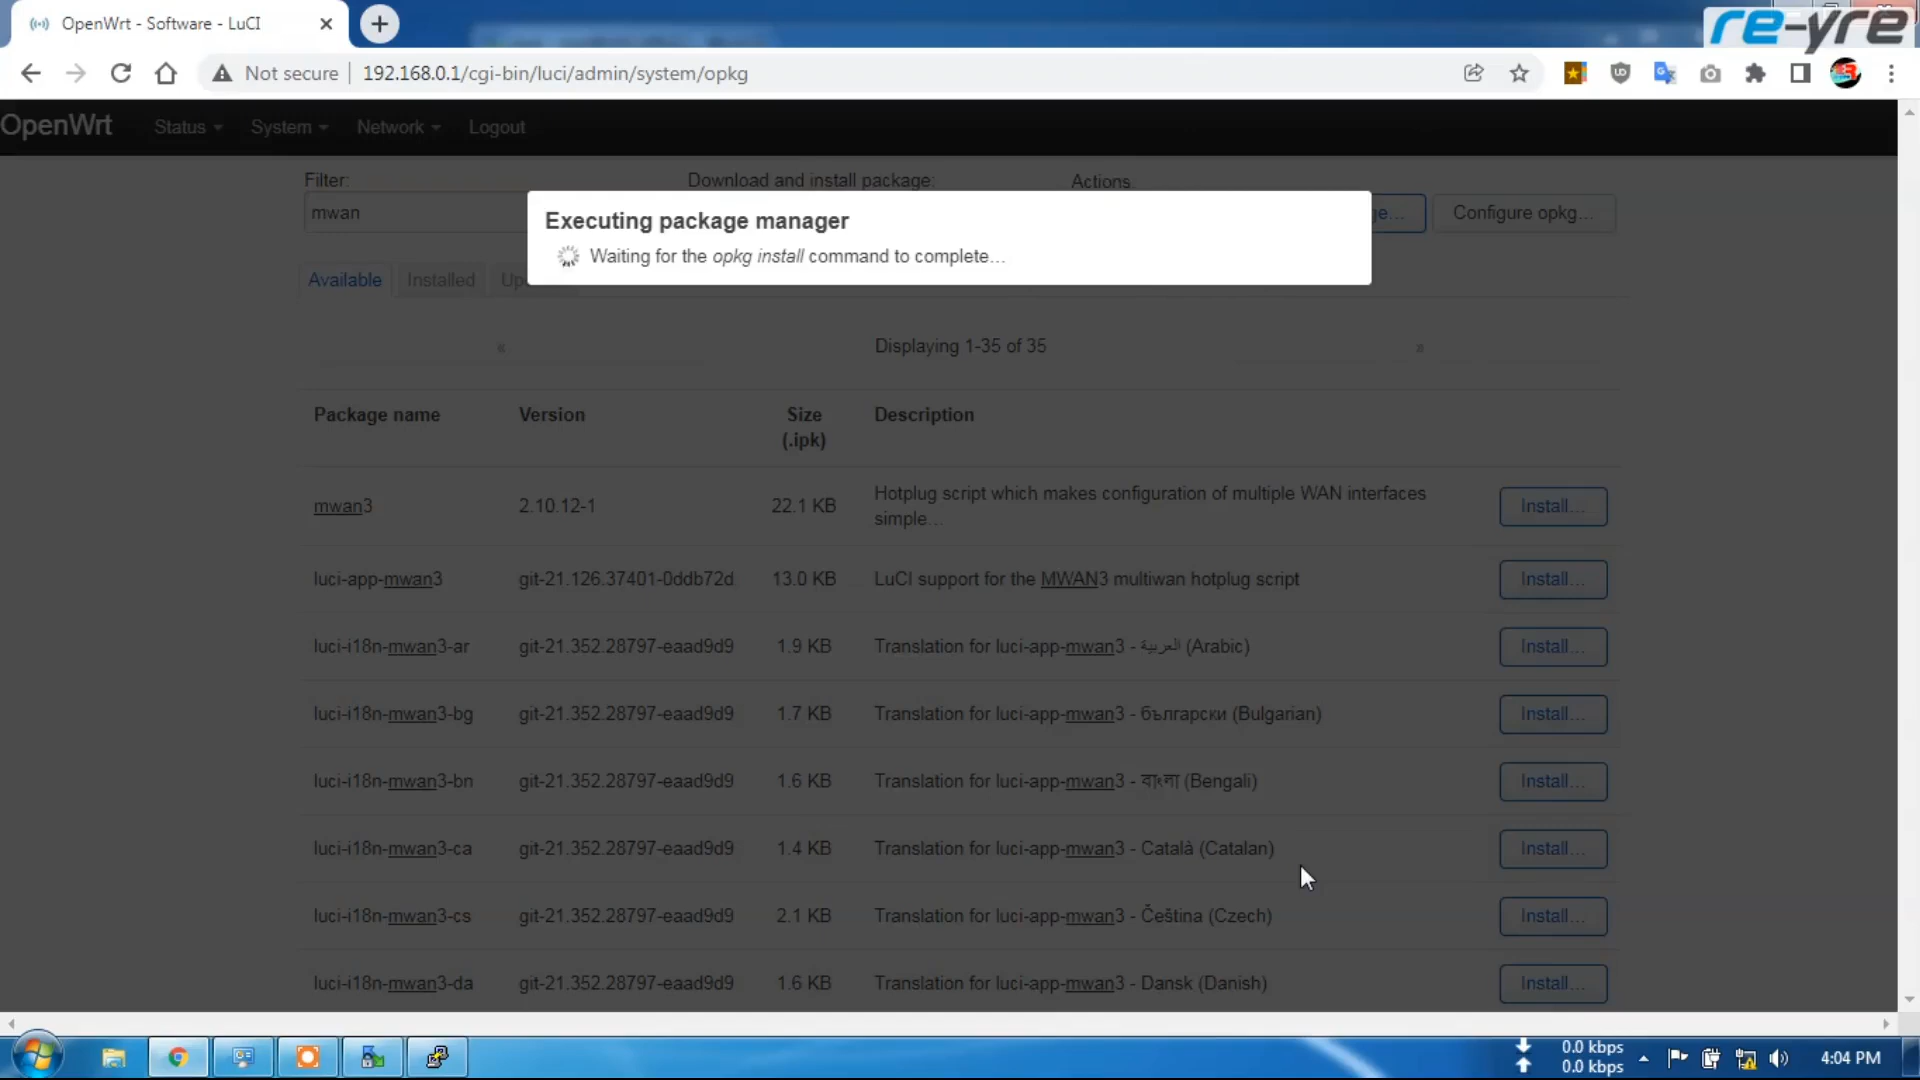 OpenWrt - Software - LuCI
re-yre
Not secure
192.168.0.1/cgi-bin/luci/admin/system/opkg
OpenWrt
Status
System
Network
Logout
Filter:
Download and install package:
Actions
mwan
Configure opkg…
Executing package manager
Waiting for the opkg install command to complete…
Available
Installed
«
Displaying 1-35 of 35
»
Package name
Version
Size
(.ipk)
Description
mwan3
2.10.12-1
22.1 KB
Hotplug script which makes configuration of multiple WAN interfaces
simple…
Install…
luci-app-mwan3
git-21.126.37401-0ddb72d
13.0 KB
LuCI support for the MWAN3 multiwan hotplug script
Install…
luci-i18n-mwan3-ar
git-21.352.28797-eaad9d9
1.9 KB
Translation for luci-app-mwan3 - العربية (Arabic)
Install…
luci-i18n-mwan3-bg
git-21.352.28797-eaad9d9
1.7 KB
Translation for luci-app-mwan3 - български (Bulgarian)
Install…
luci-i18n-mwan3-bn
git-21.352.28797-eaad9d9
1.6 KB
Translation for luci-app-mwan3 - বাংলা (Bengali)
Install…
luci-i18n-mwan3-ca
git-21.352.28797-eaad9d9
1.4 KB
Translation for luci-app-mwan3 - Català (Catalan)
Install…
luci-i18n-mwan3-cs
git-21.352.28797-eaad9d9
2.1 KB
Translation for luci-app-mwan3 - Čeština (Czech)
Install…
luci-i18n-mwan3-da
git-21.352.28797-eaad9d9
1.6 KB
Translation for luci-app-mwan3 - Dansk (Danish)
Install…
0.0 kbps
0.0 kbps
4:04 PM